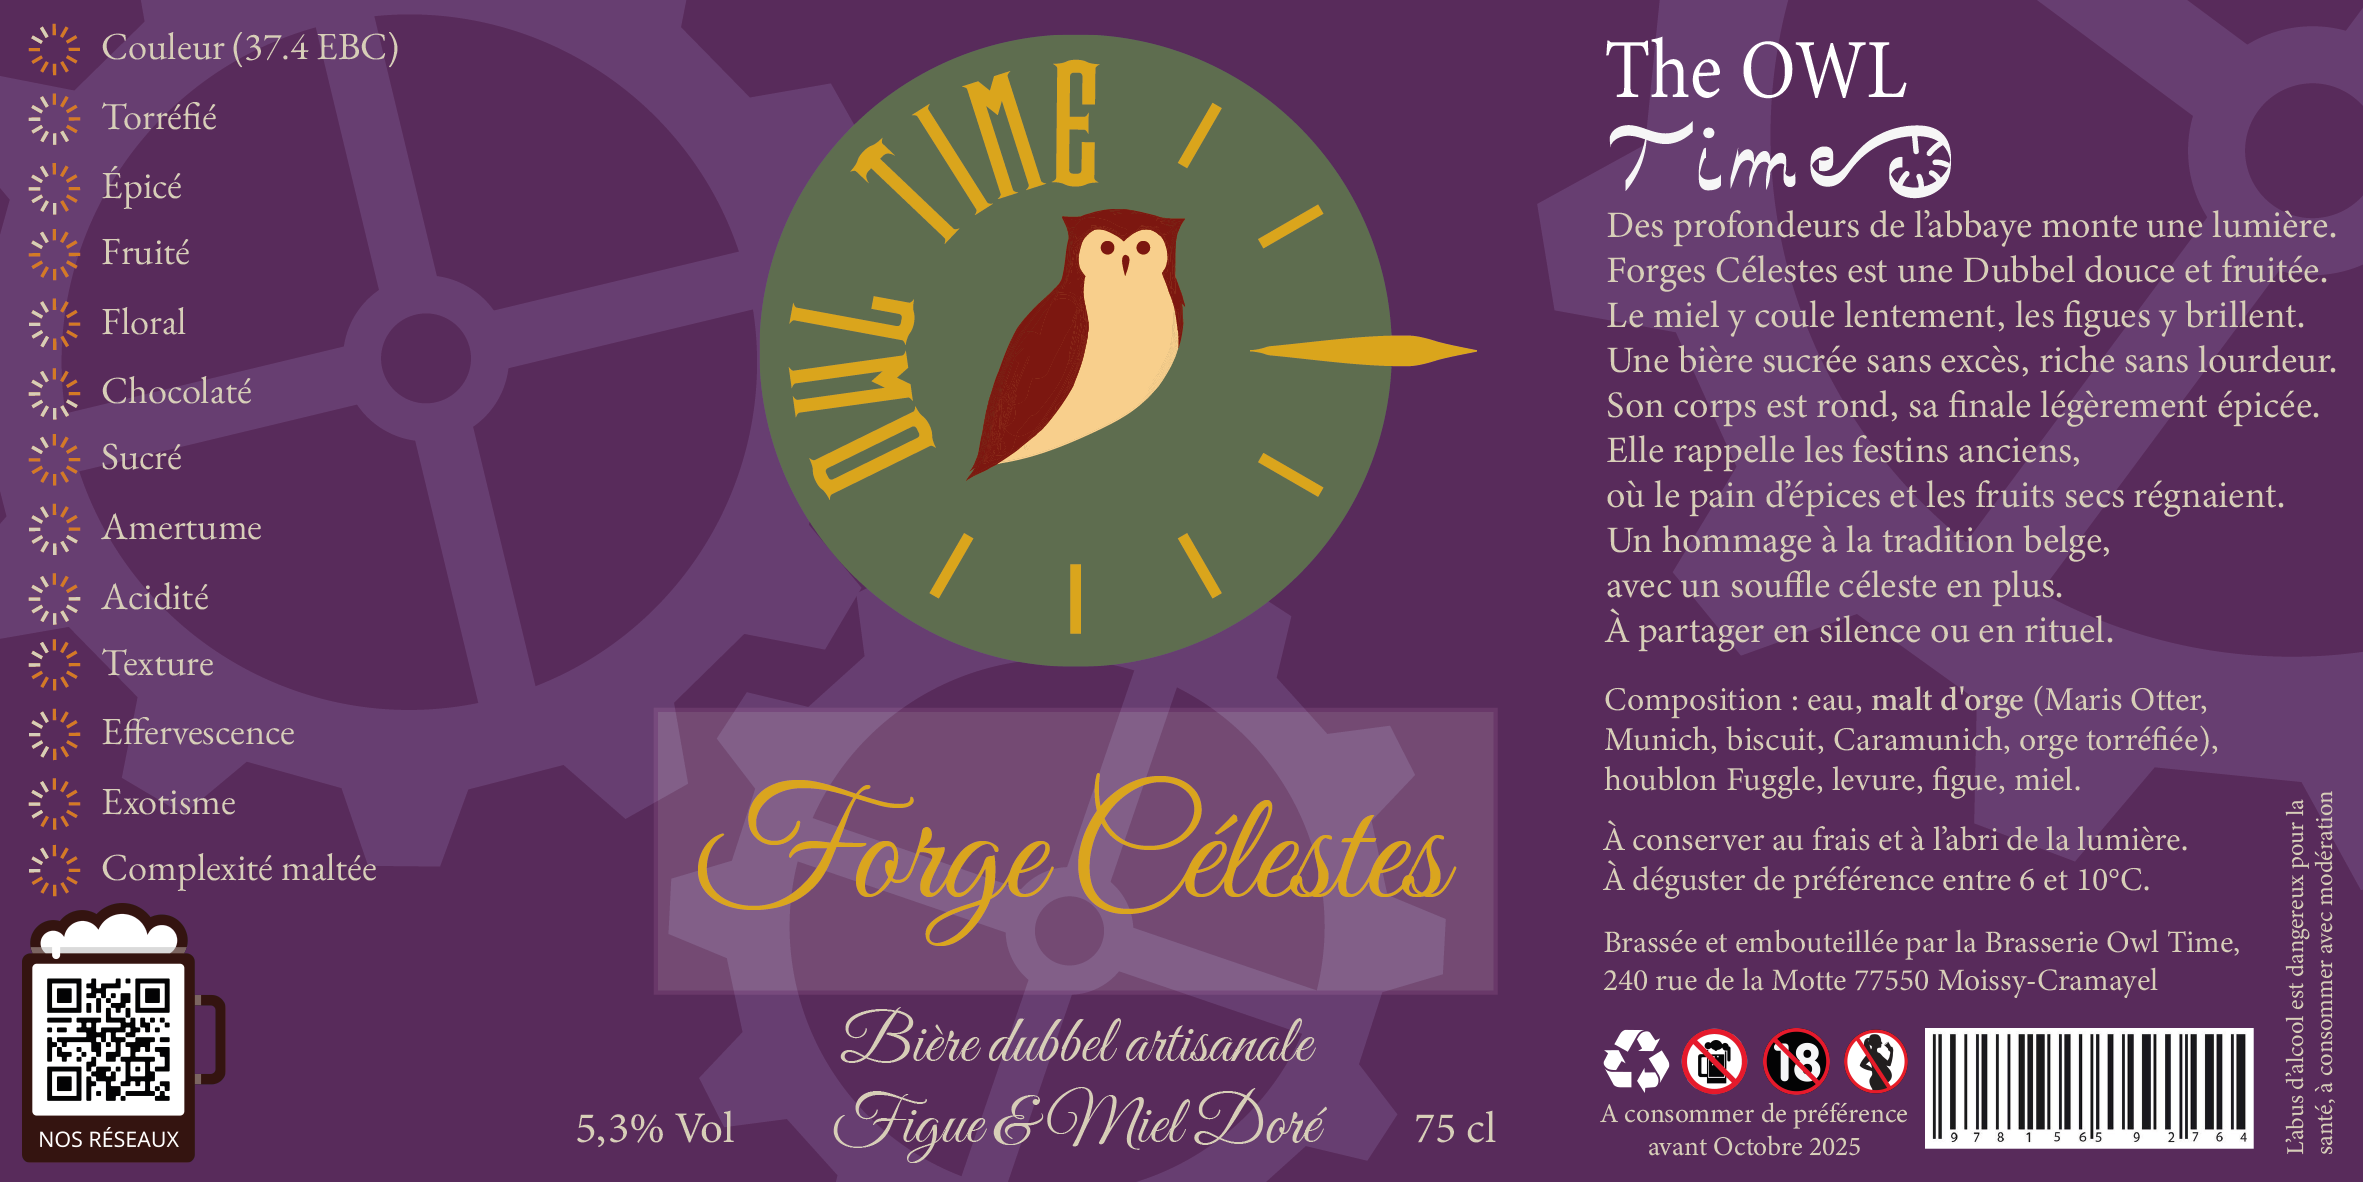 Couleur (37.4 EBC)
Torréfié
Épicé
Fruité
Floral
Chocolaté
Sucré
Amertume
Acidité
Texture
Effervescence
Exotisme
Complexité maltée
NOS RÉSEAUX
OWL TIME
Forge Célestes
Bière dubbel artisanale
Figue & Miel Doré
5,3% Vol
75 cl
The OWL
Time
Des profondeurs de l’abbaye monte une lumière.
Forges Célestes est une Dubbel douce et fruitée.
Le miel y coule lentement, les figues y brillent.
Une bière sucrée sans excès, riche sans lourdeur.
Son corps est rond, sa finale légèrement épicée.
Elle rappelle les festins anciens,
où le pain d’épices et les fruits secs régnaient.
Un hommage à la tradition belge,
avec un souffle céleste en plus.
À partager en silence ou en rituel.
Composition : eau, malt d'orge (Maris Otter,
Munich, biscuit, Caramunich, orge torréfiée),
houblon Fuggle, levure, figue, miel.
À conserver au frais et à l’abri de la lumière.
À déguster de préférence entre 6 et 10°C.
Brassée et embouteillée par la Brasserie Owl Time,
240 rue de la Motte 77550 Moissy-Cramayel
18
A consommer de préférence
avant Octobre 2025
9 7 8 1 5 6 5 9 2 7 6 4
L’abus d’alcool est dangereux pour la
santé, à consommer avec modération